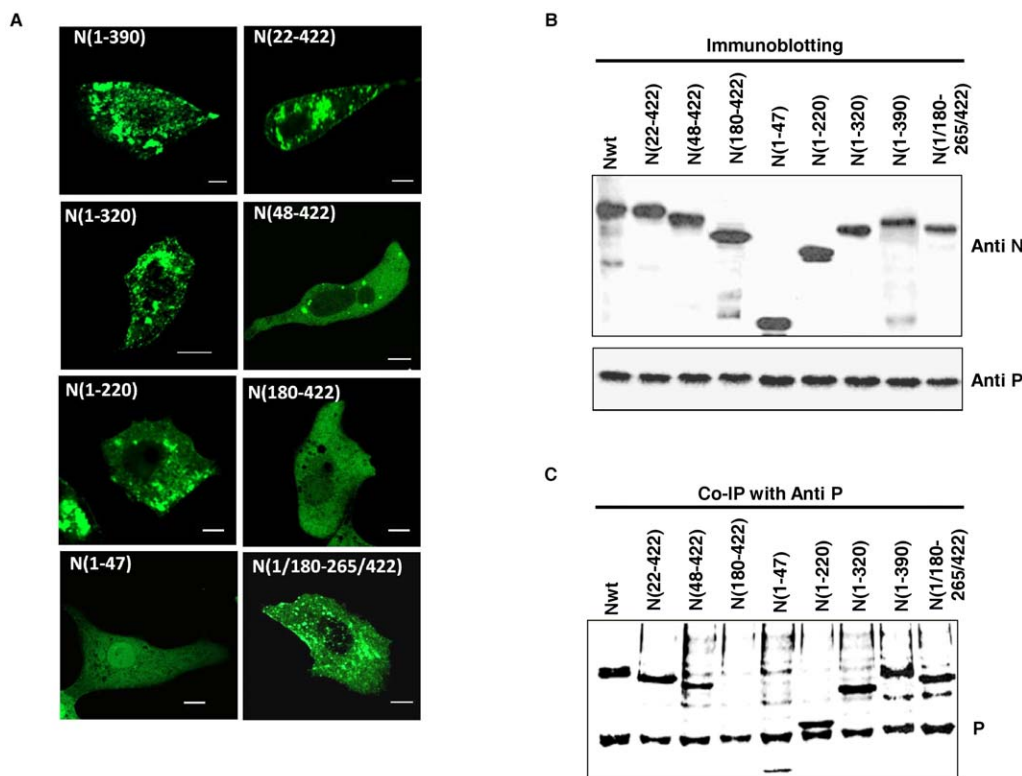 A
N(1-390)
N(22-422)
N(1-320)
N(48-422)
N(1-220)
N(180-422)
N(1-47)
N(1/180-265/422)
B
Immunoblotting
Nwt
N(22-422)
N(48-422)
N(180-422)
N(1-47)
N(1-220)
N(1-320)
N(1-390)
N(1/180-
265/422)
Anti N
Anti P
C
Co-IP with Anti P
Nwt
N(22-422)
N(48-422)
N(180-422)
N(1-47)
N(1-220)
N(1-320)
N(1-390)
N(1/180-
265/422)
P